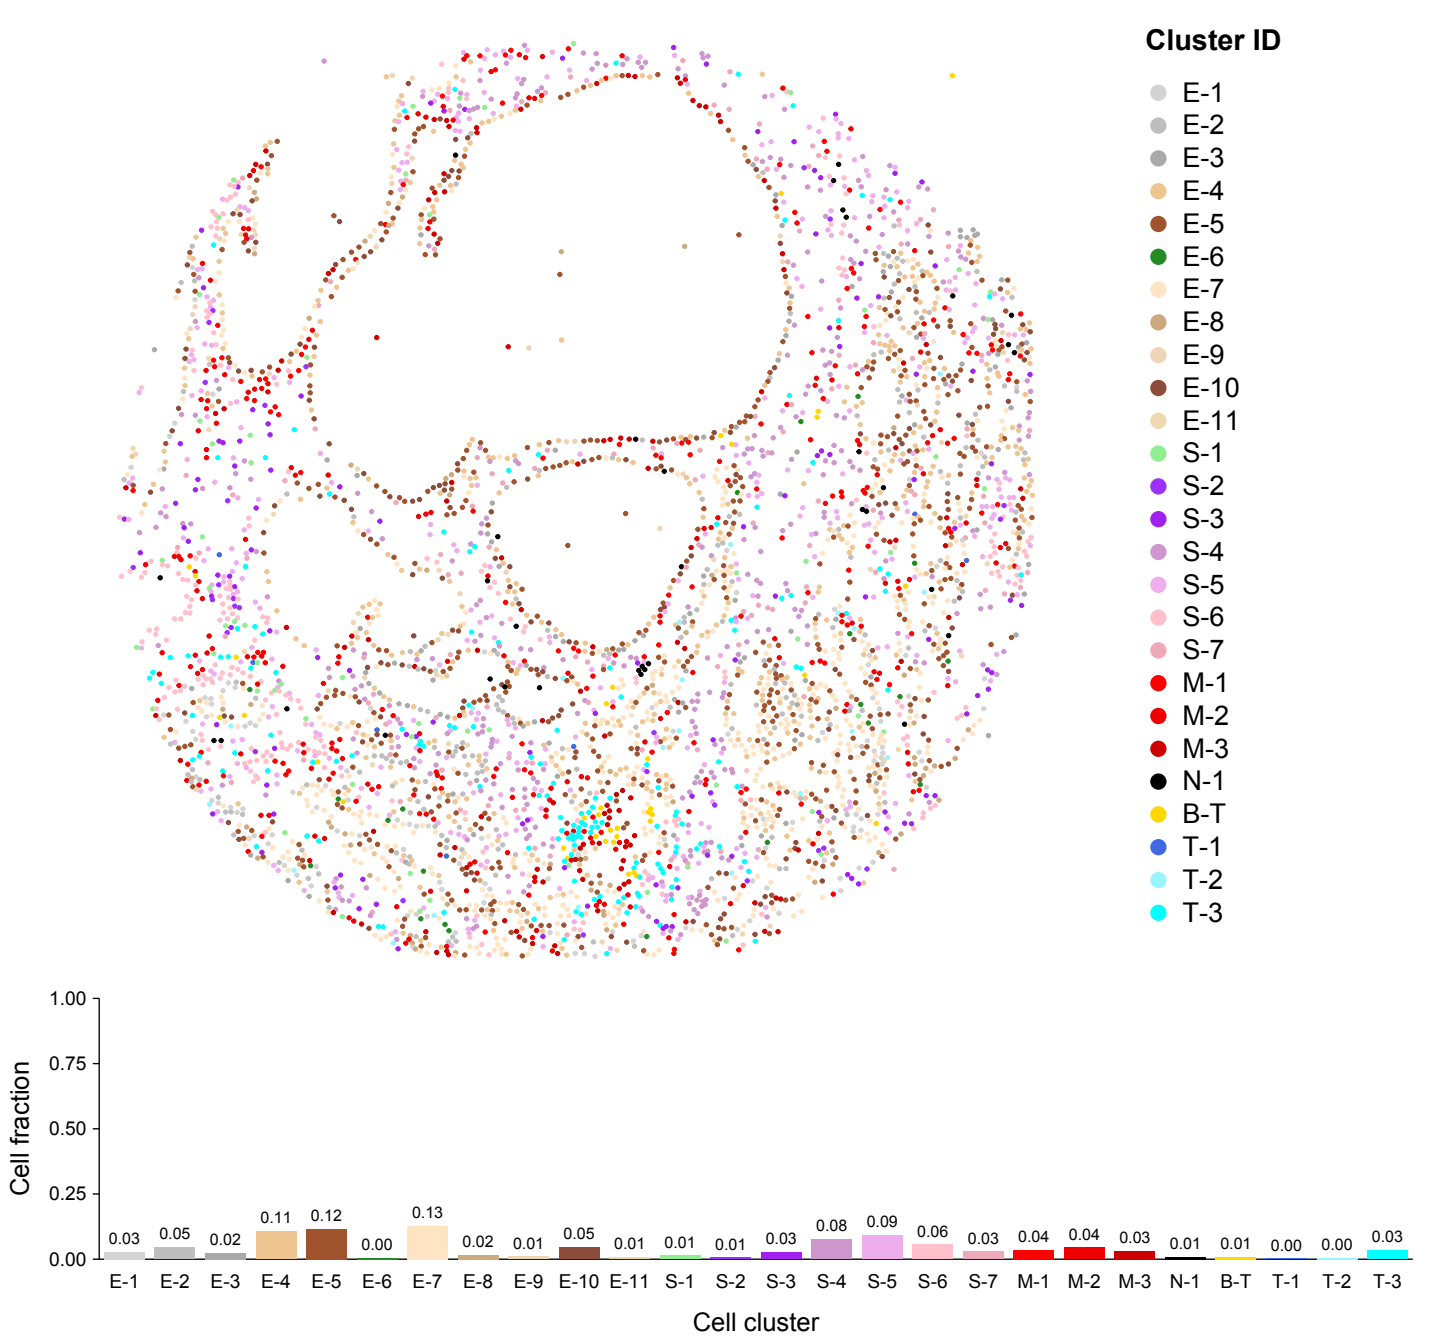 Cluster ID
E-1
E-2
E-3
E-4
E-5
E-6
E-7
E-8
E-9
E-10
E-11
S-1
S-2
S-3
S-4
S-5
S-6
S-7
M-1
M-2
M-3
N-1
B-T
T-1
T-2
T-3
1.00
0.75
0.50
0.25
0.00
Cell fraction
0.03 0.05 0.02 0.11 0.12 0.00 0.13 0.02 0.01 0.05 0.01 0.01 0.01 0.03 0.08 0.09 0.06 0.03 0.04 0.04 0.03 0.01 0.01 0.00 0.00 0.03
E-1 E-2 E-3 E-4 E-5 E-6 E-7 E-8 E-9 E-10 E-11 S-1 S-2 S-3 S-4 S-5 S-6 S-7 M-1 M-2 M-3 N-1 B-T T-1 T-2 T-3
Cell cluster